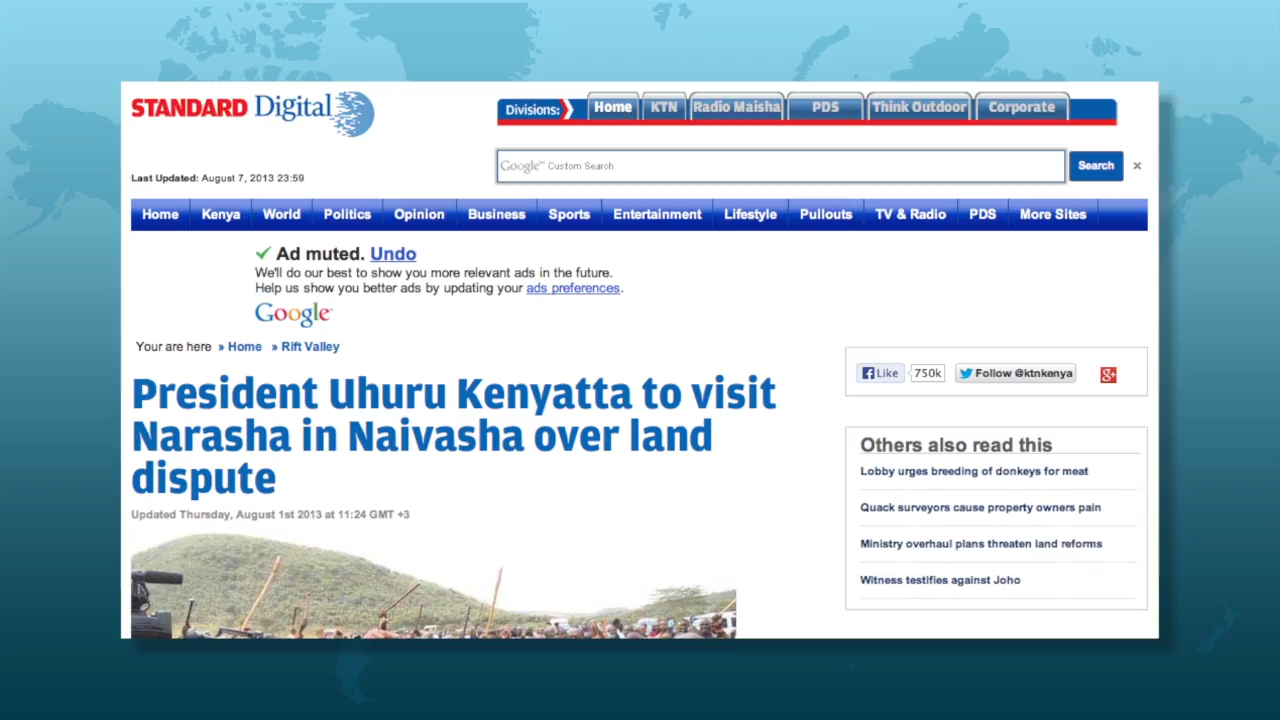 STANDARD Digital
Divisions: Home KTN Radio Maisha PDS Think Outdoor Corporate
Google™ Custom Search
Search ×
Last Updated: August 7, 2013 23:59
Home Kenya World Politics Opinion Business Sports Entertainment Lifestyle Pullouts TV & Radio PDS More Sites
Ad muted. Undo
We'll do our best to show you more relevant ads in the future.
Help us show you better ads by updating your ads preferences.
Google
Your are here » Home » Rift Valley
President Uhuru Kenyatta to visit
Narasha in Naivasha over land
dispute
Updated Thursday, August 1st 2013 at 11:24 GMT +3
Like 750k Follow @ktnkenya g+
Others also read this
Lobby urges breeding of donkeys for meat
Quack surveyors cause property owners pain
Ministry overhaul plans threaten land reforms
Witness testifies against Joho